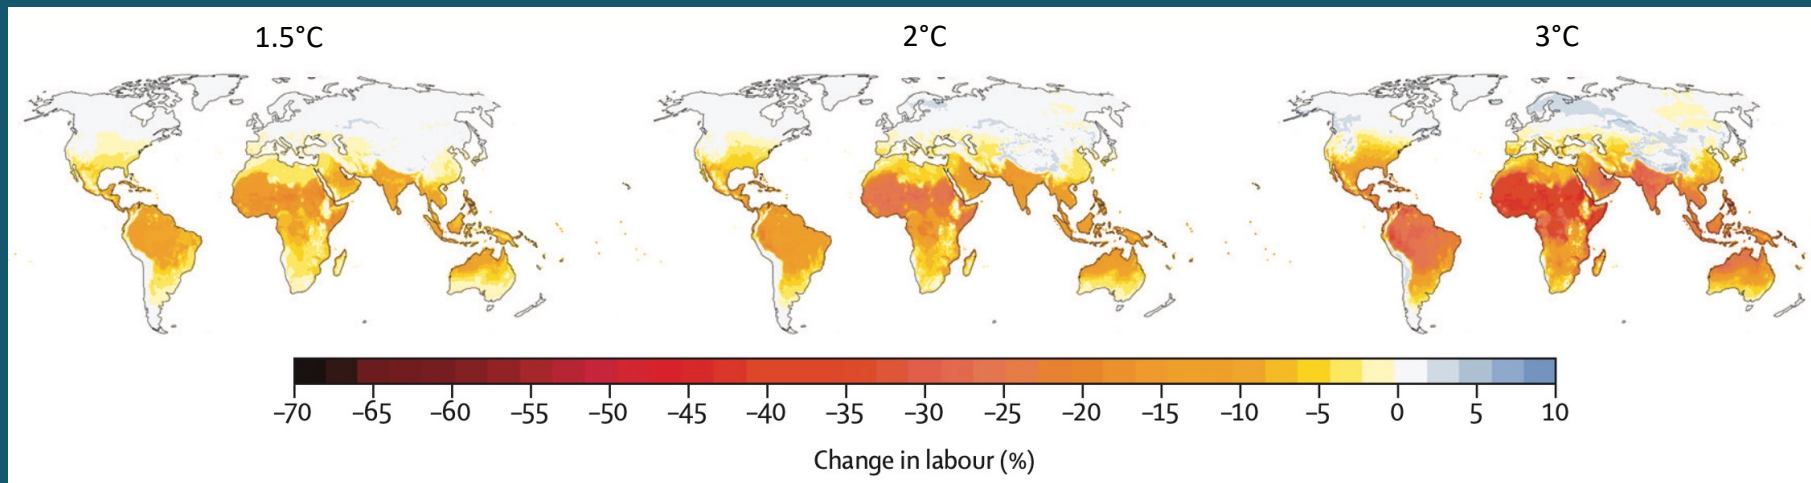 1.5°C 2°C 3°C
–70 –65 –60 –55 –50 –45 –40 –35 –30 –25 –20 –15 –10 –5 0 5 10
Change in labour (%)